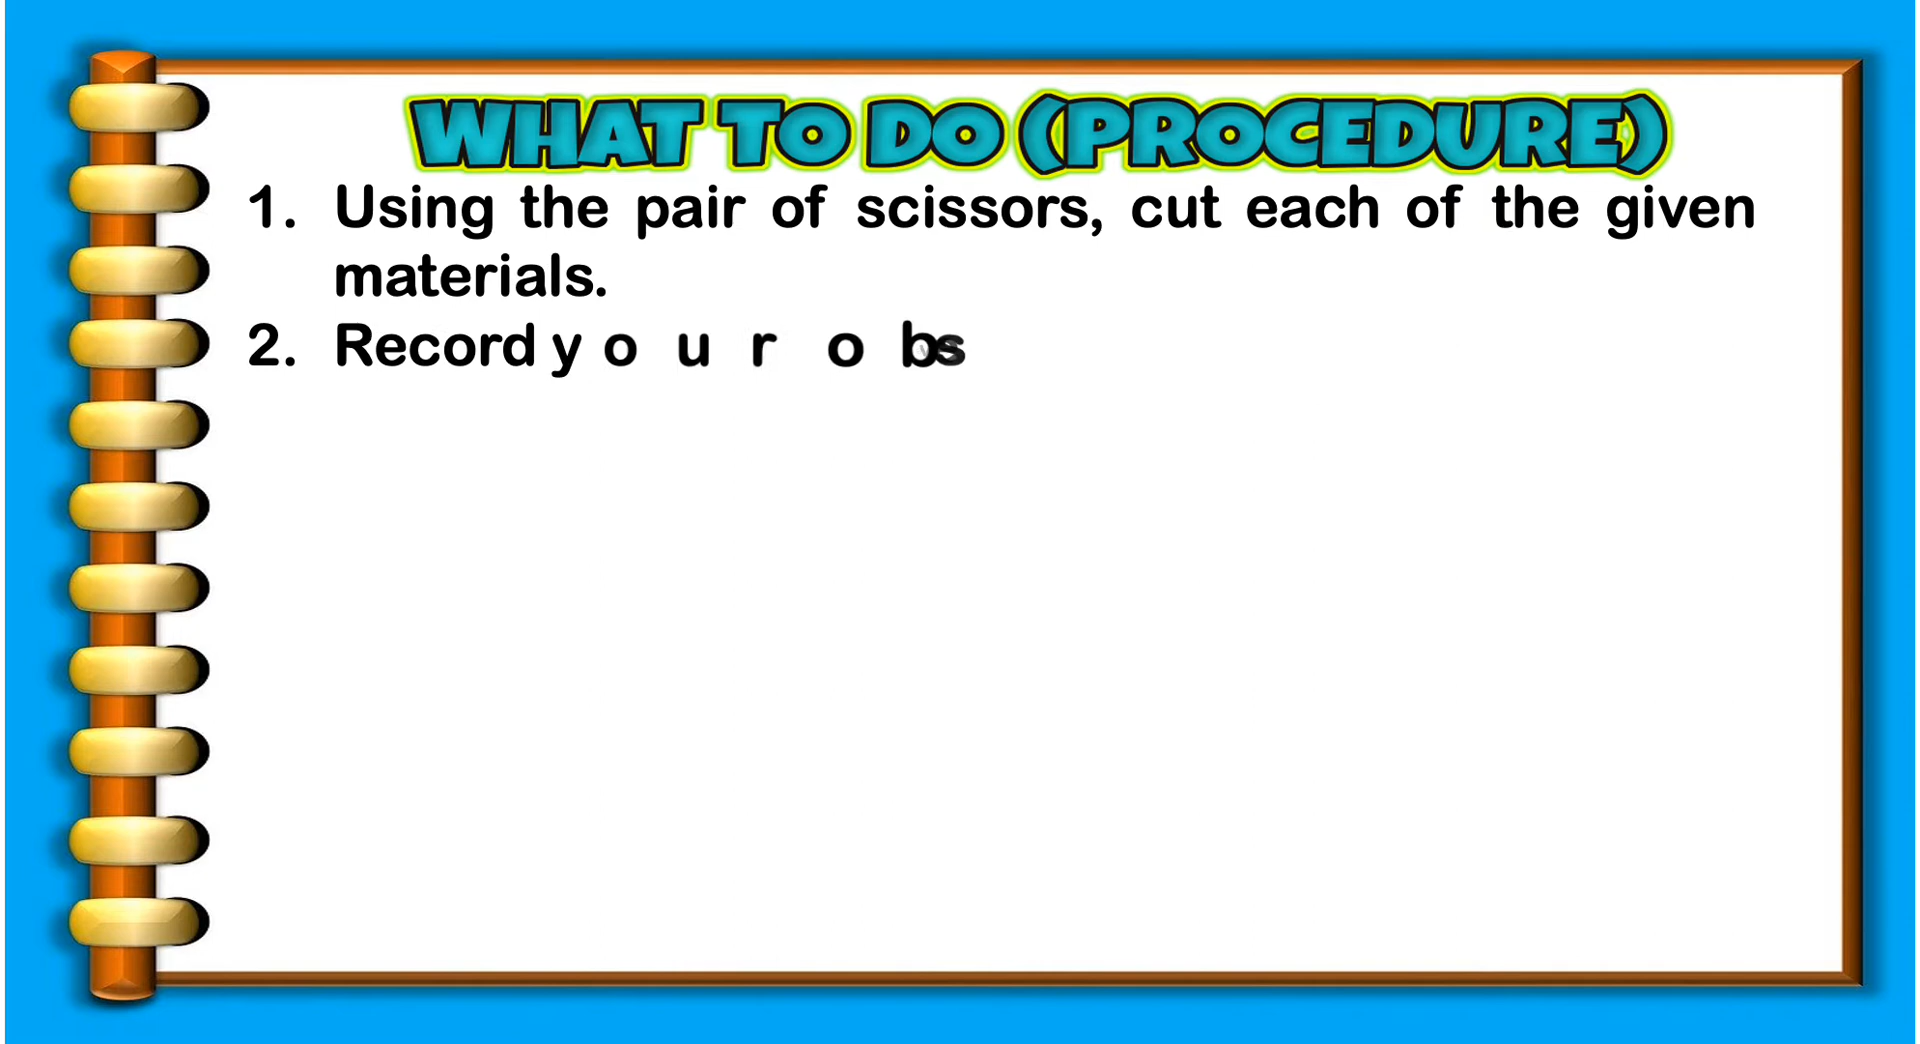 WHAT TO DO (PROCEDURE)
1. Using the pair of scissors, cut each of the given
materials.
2. Record your obs